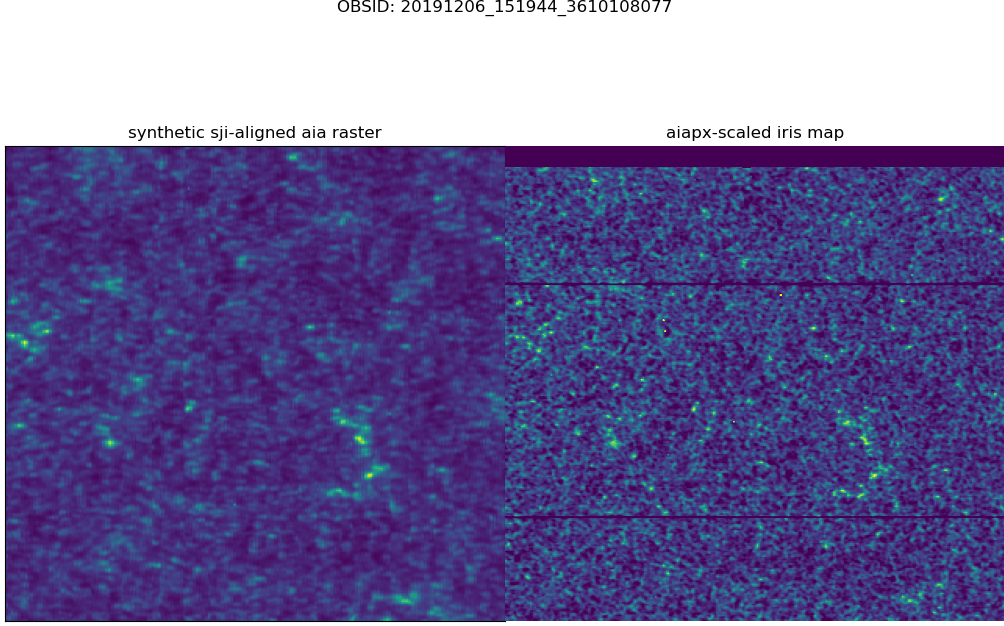 OBSID: 20191206_151944_3610108077
synthetic sji-aligned aia raster
aiapx-scaled iris map